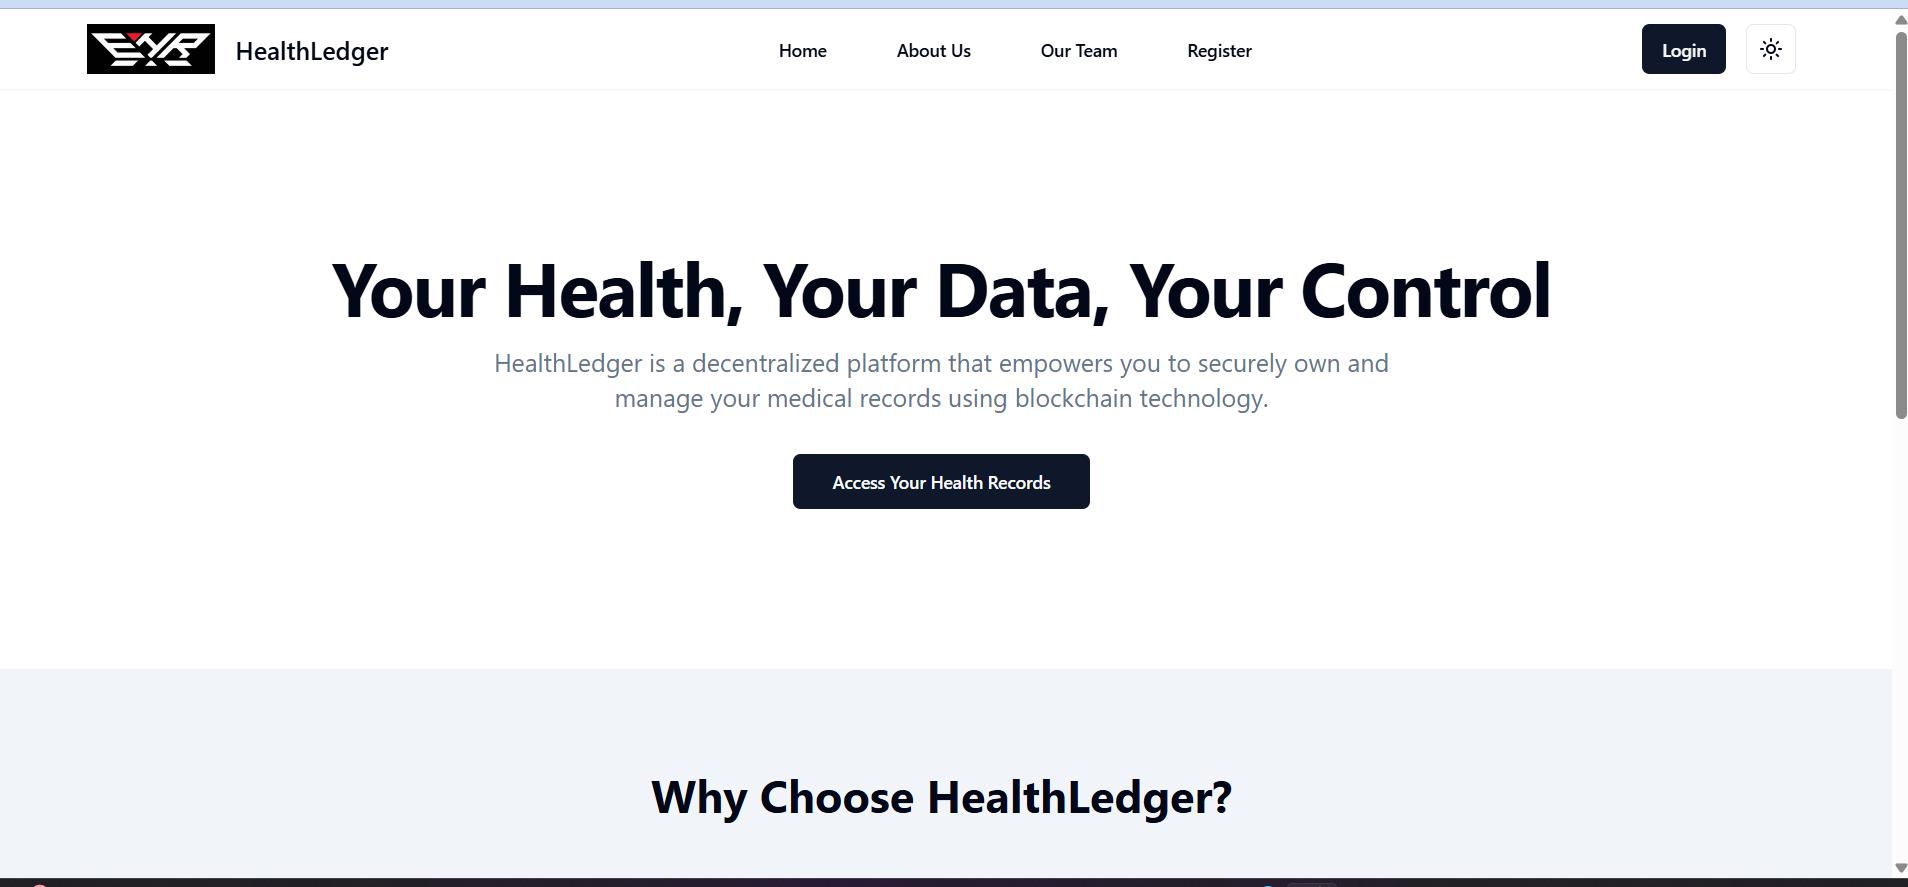 EYR
HealthLedger
Home
About Us
Our Team
Register
Login
Your Health, Your Data, Your Control
HealthLedger is a decentralized platform that empowers you to securely own and
manage your medical records using blockchain technology.
Access Your Health Records
Why Choose HealthLedger?